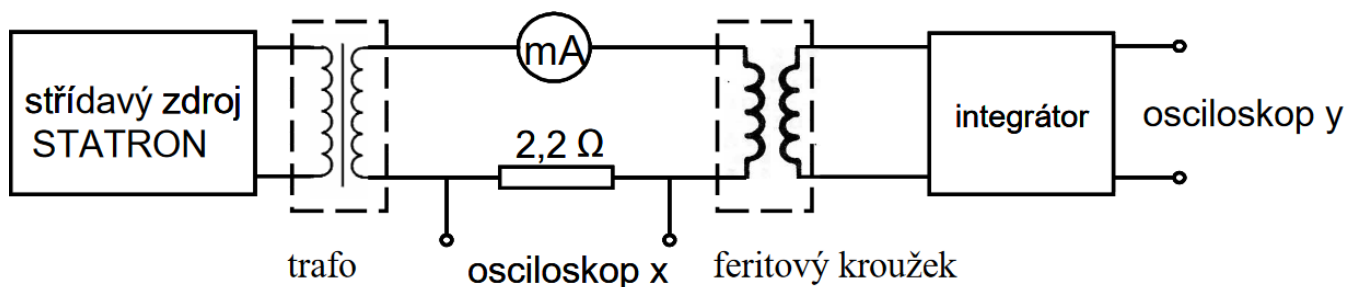 střídavý zdroj
STATRON
trafo
mA
2,2 Ω
osciloskop x
feritový kroužek
integrátor
osciloskop y